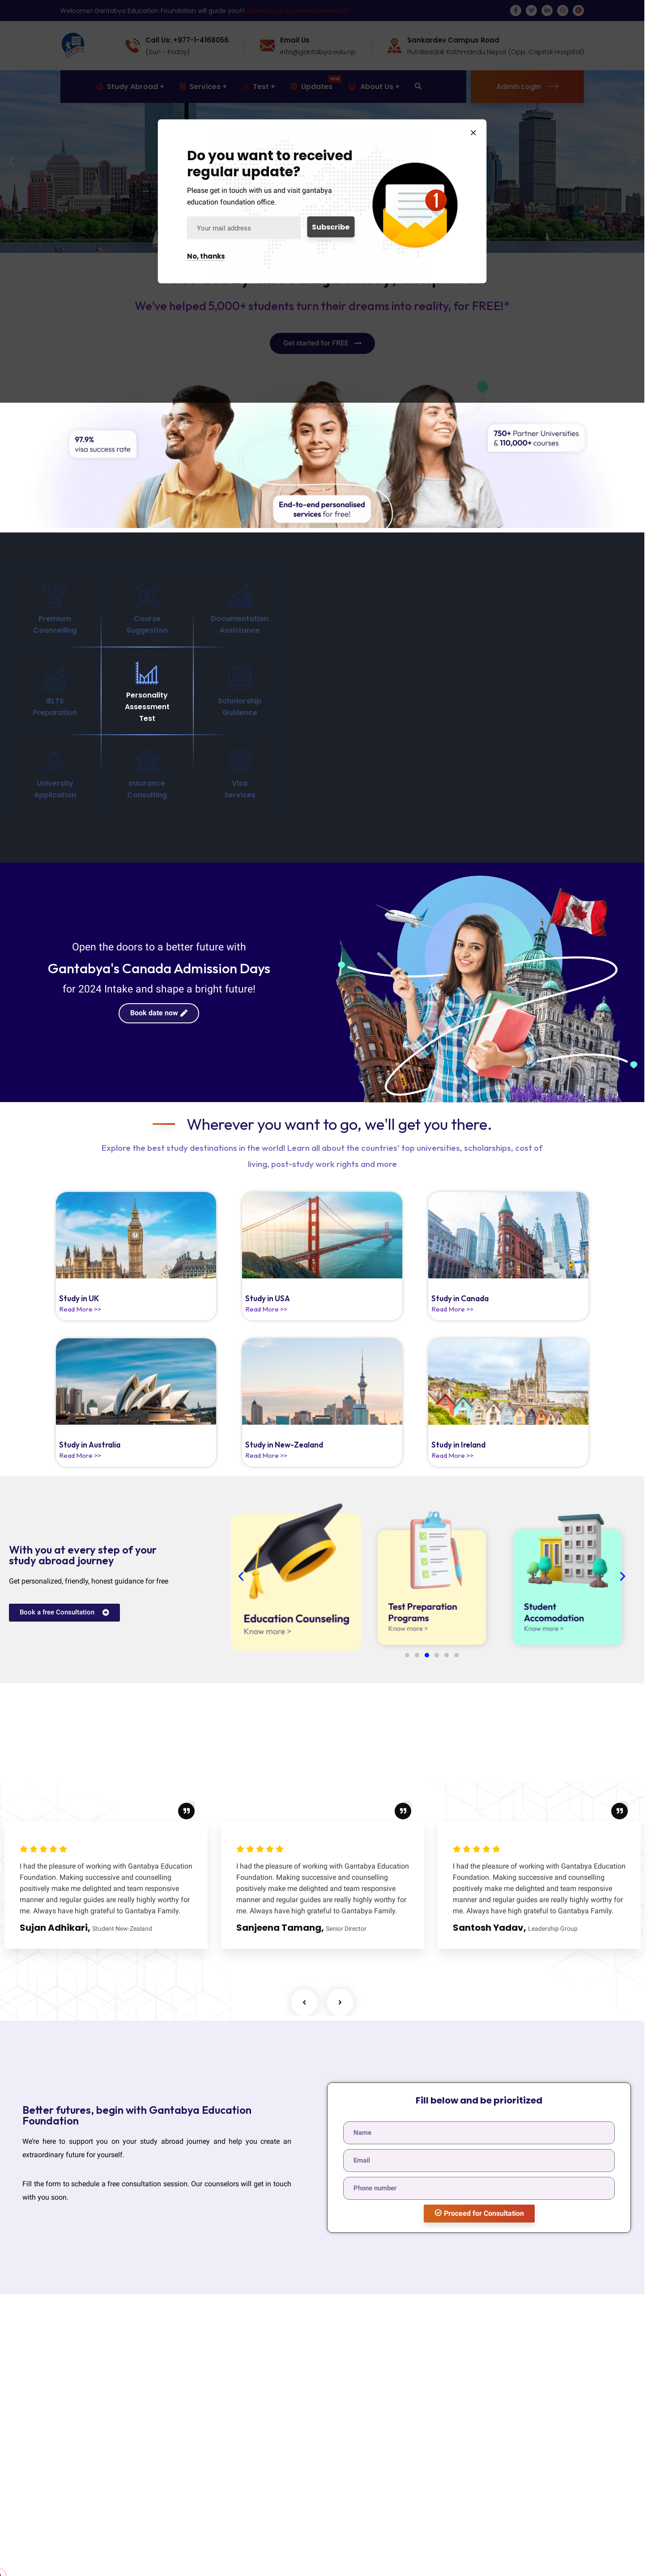 Welcome! Gantabya Education Foundation will guide you!!!
Call Us: +977-1-4168056
(Sun - Friday)
Email Us
info@gantabya.edu.np
Sankardev Campus Road
Putalisadak Kathmandu Nepal (Opp. Capital Hospital)
Study Abroad +
Services +
Test +
NEW
Updates
About Us +
Admin Login
Do you want to received
regular update?
Please get in touch with us and visit gantabya
education foundation office.
Your mail address
Subscribe
No, thanks
1
We've helped 5,000+ students turn their dreams into reality, for FREE!*
Get started for FREE
97.9%
visa success rate
750+ Partner Universities
& 110,000+ courses
End-to-end personalised
services for free!
Premium
Councelling
Course
Suggestion
Documentation
Assistance
IELTS
Preparation
Personality
Assessment
Test
Scholorship
Guidence
University
Application
Insurance
Consulting
Visa
Services
Open the doors to a better future with
Gantabya's Canada Admission Days
for 2024 Intake and shape a bright future!
Book date now
Wherever you want to go, we'll get you there.
Explore the best study destinations in the world! Learn all about the countries' top universities, scholarships, cost of
living, post-study work rights and more
Study in UK
Read More >>
Study in USA
Read More >>
Study in Canada
Read More >>
Study in Australia
Read More >>
Study in New-Zealand
Read More >>
Study in Ireland
Read More >>
With you at every step of your
study abroad journey
Get personalized, friendly, honest guidance for free
Book a free Consultation
Education Counseling
Know more >
Test Preparation
Programs
Know more >
Student
Accomodation
Know more >
I had the pleasure of working with Gantabya Education
Foundation. Making successive and counselling
positively make me delighted and team responsive
manner and regular guides are really highly worthy for
me. Always have high grateful to Gantabya Family.
Sujan Adhikari, Student New-Zealand
I had the pleasure of working with Gantabya Education
Foundation. Making successive and counselling
positively make me delighted and team responsive
manner and regular guides are really highly worthy for
me. Always have high grateful to Gantabya Family.
Sanjeena Tamang, Senior Director
I had the pleasure of working with Gantabya Education
Foundation. Making successive and counselling
positively make me delighted and team responsive
manner and regular guides are really highly worthy for
me. Always have high grateful to Gantabya Family.
Santosh Yadav, Leadership Group
Better futures, begin with Gantabya Education
Foundation
We're here to support you on your study abroad journey and help you create an
extraordinary future for yourself.
Fill the form to schedule a free consultation session. Our counselors will get in touch
with you soon.
Fill below and be prioritized
Name
Email
Phone number
Proceed for Consultation